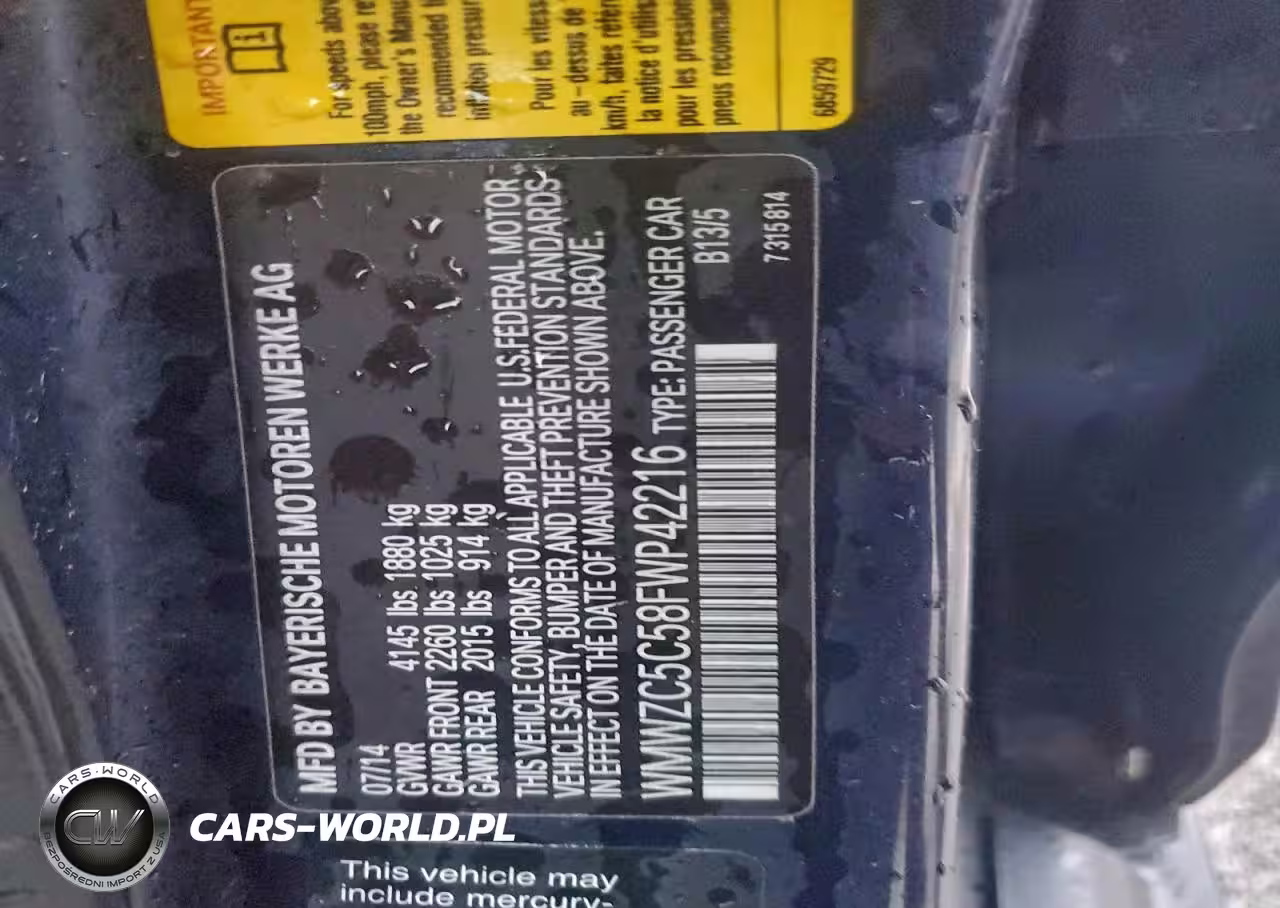 IMPORTANT
For speeds above
100mph, please re
the Owner's Manu
recommended t
inflation pressur
Pour les vitess
au-dessus de
km/h, faites référe
la notice d'utilis
pour les pression
pneus recomman
6859729
MFD BY BAYERISCHE MOTOREN WERKE AG
07/14
GVWR 4145 lbs 1880 kg
GAWR FRONT 2260 lbs 1025 kg
GAWR REAR 2015 lbs 914 kg
THIS VEHICLE CONFORMS TO ALL APPLICABLE U.S.FEDERAL MOTOR
VEHICLE SAFETY, BUMPER AND THEFT PREVENTION STANDARDS
IN EFFECT ON THE DATE OF MANUFACTURE SHOWN ABOVE.
WMWZC5C58FWP42216 TYPE: PASSENGER CAR
B13/5
7315814
This vehicle may
include mercury-
CARS-WORLD
CW
BEZPOŚREDNI IMPORT Z USA
CARS-WORLD.PL